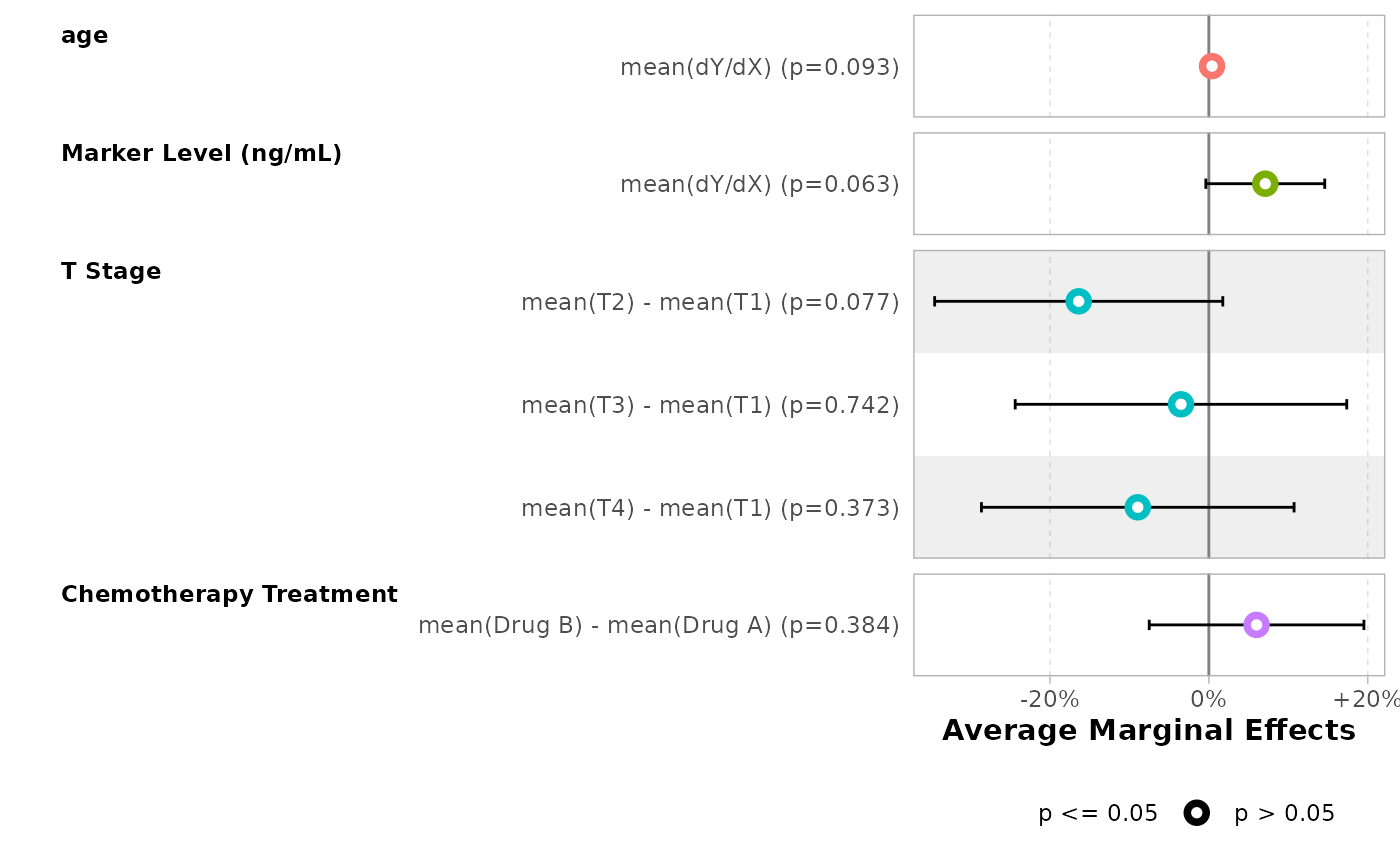 age
mean(dY/dX) (p=0.093)
Marker Level (ng/mL)
mean(dY/dX) (p=0.063)
T Stage
mean(T2) - mean(T1) (p=0.077)
mean(T3) - mean(T1) (p=0.742)
mean(T4) - mean(T1) (p=0.373)
Chemotherapy Treatment
mean(Drug B) - mean(Drug A) (p=0.384)
-20% 0% +20%
Average Marginal Effects
p <= 0.05 p > 0.05